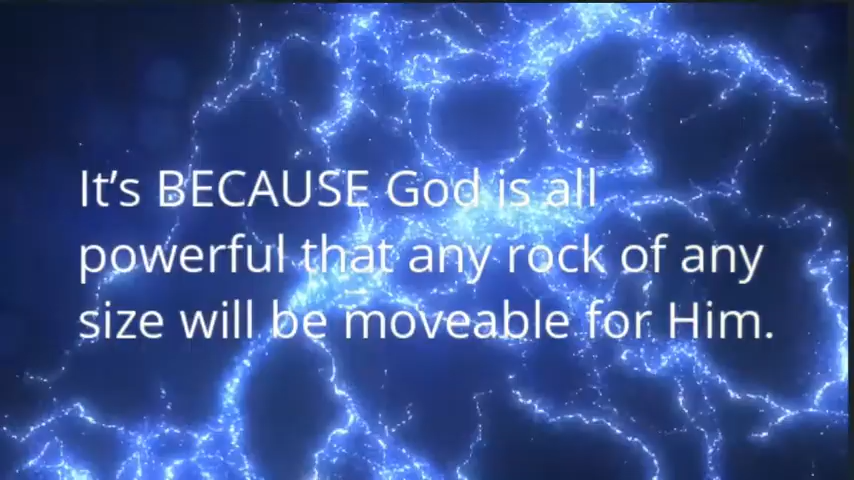 It’s BECAUSE God is all
powerful that any rock of any
size will be moveable for Him.